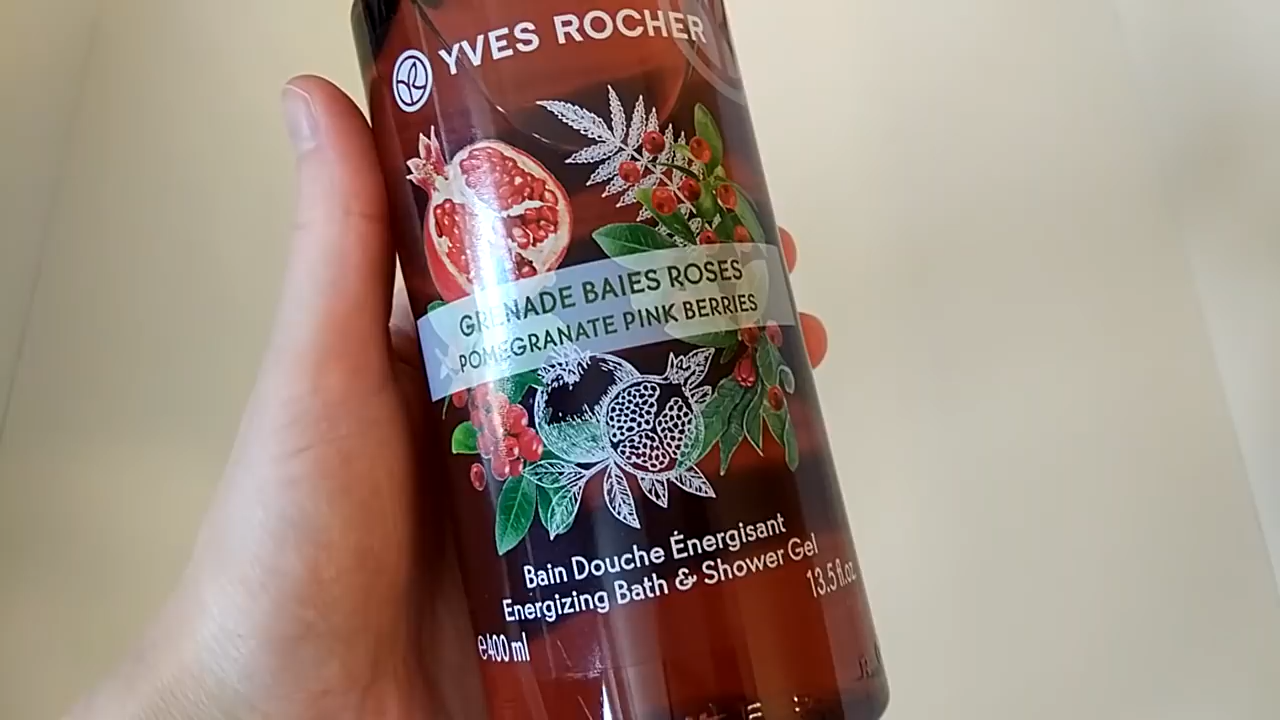 YVES ROCHER
GRENADE BAIES ROSES
POMEGRANATE PINK BERRIES
Bain Douche Énergisant
Energizing Bath & Shower Gel
e400 ml
13.5 fl.oz.